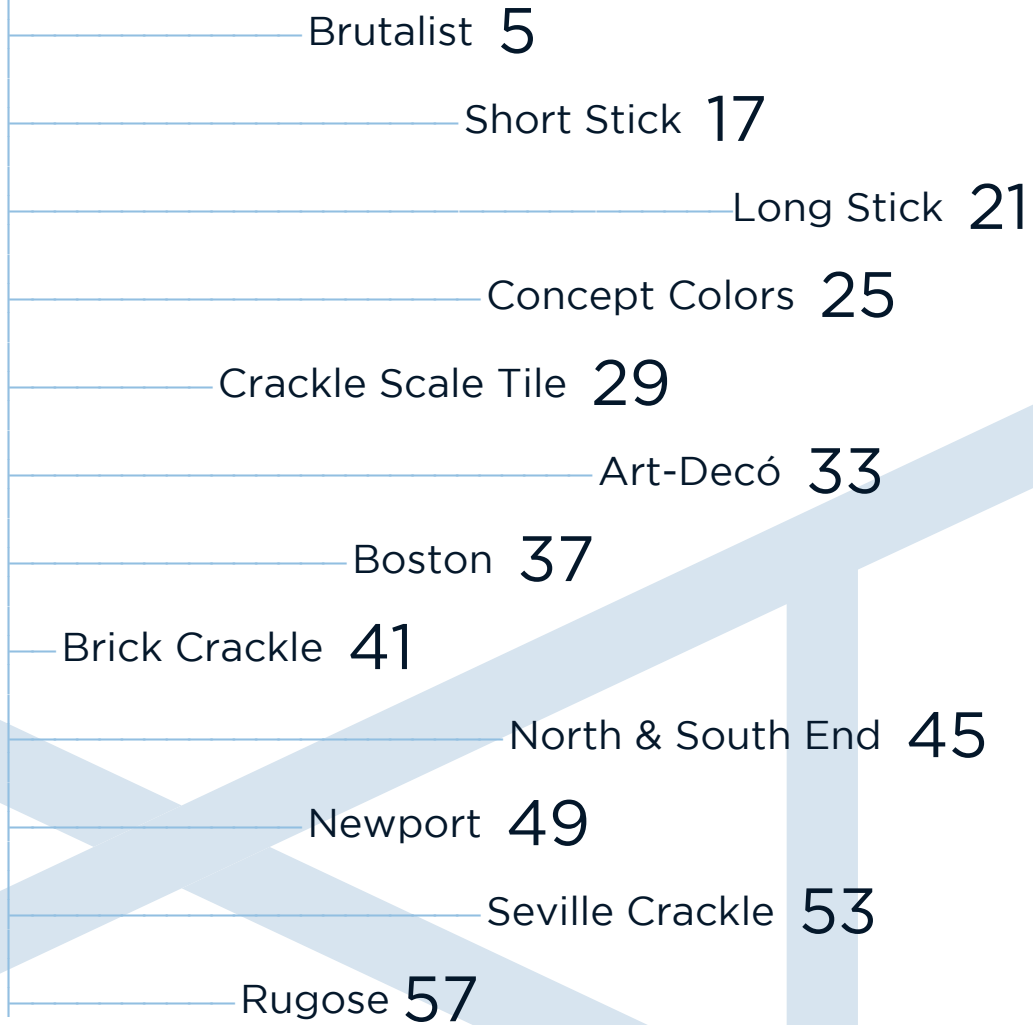 Brutalist 5
Short Stick 17
Long Stick 21
Concept Colors 25
Crackle Scale Tile 29
Art-Decó 33
Boston 37
Brick Crackle 41
North & South End 45
Newport 49
Seville Crackle 53
Rugose 57